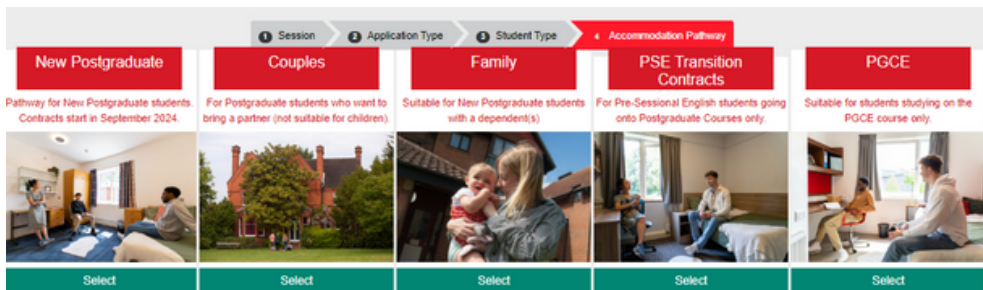 1 Session 2 Application Type 3 Student Type 4 Accommodation Pathway
New Postgraduate
Pathway for New Postgraduate students.
Contracts start in September 2024.
Select
Couples
For Postgraduate students who want to
bring a partner (not suitable for children).
Select
Family
Suitable for New Postgraduate students
with a dependent(s)
Select
PSE Transition
Contracts
For Pre-Sessional English students going
onto Postgraduate Courses only.
Select
PGCE
Suitable for students studying on the
PGCE course only.
Select